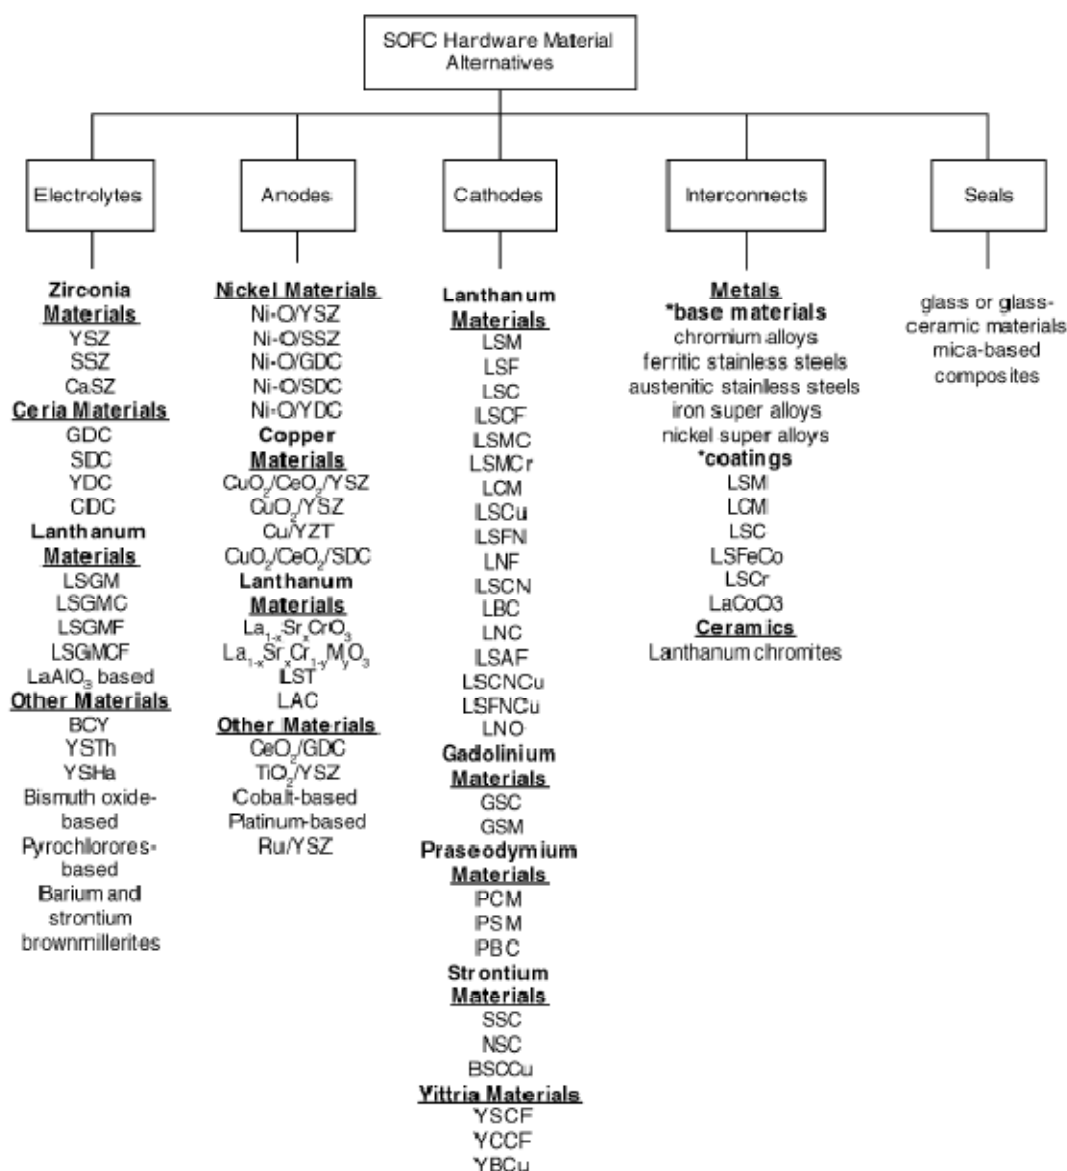 SOFC Hardware Material
Alternatives
Electrolytes
Anodes
Cathodes
Interconnects
Seals
Zirconia
Materials
YSZ
SSZ
CaSZ
Ceria Materials
GDC
SDC
YDC
CDC
Lanthanum
Materials
LSGM
LSGMC
LSGMF
LSGMCF
LaAlO₃ based
Other Materials
BCY
YSTh
YSHa
Bismuth oxide-
based
Pyrochlorores-
based
Barium and
strontium
brownmillerites
Nickel Materials
Ni-O/YSZ
Ni-O/SSZ
Ni-O/GDC
Ni-O/SDC
Ni-O/YDC
Copper
Materials
CuO₂/CeO₂/YSZ
CuO₂/YSZ
Cu/YZT
CuO₂/CeO₂/SDC
Lanthanum
Materials
La₁₋ₓSrₓCrO₃
La₁₋ₓSrₓCr₁₋yMyO₃
LST
LAC
Other Materials
CeO₂/GDC
TiO₂/YSZ
Cobalt-based
Platinum-based
Ru/YSZ
Lanthanum
Materials
LSM
LSF
LSC
LSCF
LSMC
LSMCr
LCM
LSCu
LSFN
LNF
LSCN
LBC
LNC
LSAF
LSCNCu
LSFNCu
LNO
Gadolinium
Materials
GSC
GSM
Praseodymium
Materials
PCM
PSM
PBC
Strontium
Materials
SSC
NSC
BSCCu
Yittria Materials
YSCF
YCCF
YBCu
Metals
*base materials
chromium alloys
ferritic stainless steels
austenitic stainless steels
iron super alloys
nickel super alloys
*coatings
LSM
LCM
LSC
LSFeCo
LSCr
LaCoO3
Ceramics
Lanthanum chromites
glass or glass-
ceramic materials
mica-based
composites